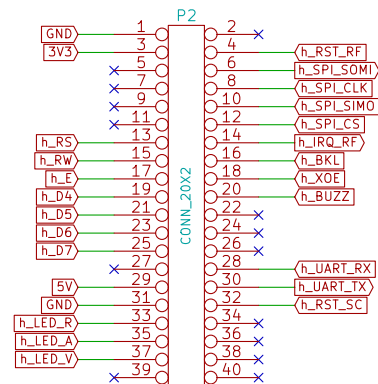 P2
GND 1 2
3V3 3 4 h_RST_RF
5 6 h_SPI_SOMI
7 8 h_SPI_CLK
9 10 h_SPI_SIMO
11 12 h_SPI_CS
h_RS 13 14 h_IRQ_RF
h_RW 15 16 h_BKL
h_E 17 18 h_XOE
h_D4 19 20 h_BUZZ
h_D5 21 22
h_D6 23 24
h_D7 25 26
27 28 h_UART_RX
5V 29 30 h_UART_TX
GND 31 32 h_RST_SC
h_LED_R 33 34
h_LED_A 35 36
h_LED_V 37 38
39 40
CONN_20X2